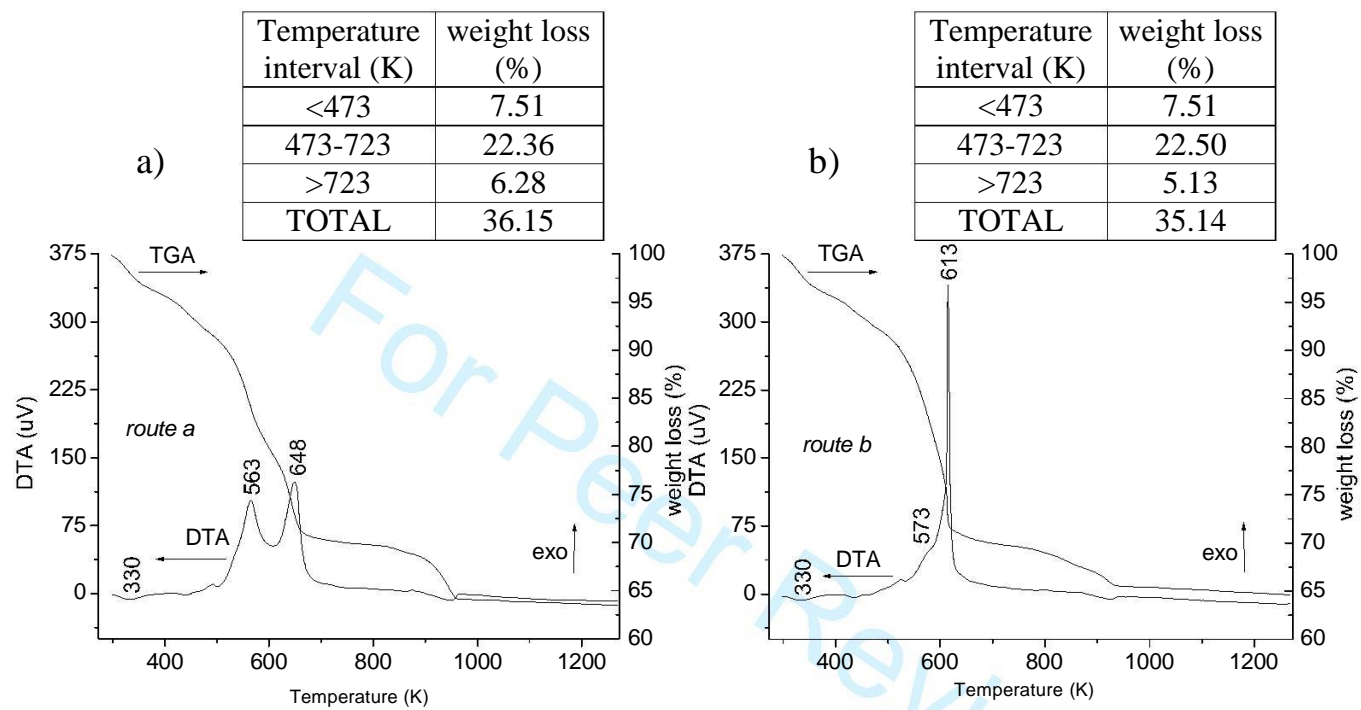 Temperature interval (K) weight loss (%)
<473 7.51
473-723 22.36
>723 6.28
TOTAL 36.15
a)
375
300
225
150
75
0
DTA (uV)
TGA
route a
563
648
330
DTA
exo
100
95
90
85
80
75
70
65
60
weight loss (%)
400 600 800 1000 1200
Temperature (K)
Temperature interval (K) weight loss (%)
<473 7.51
473-723 22.50
>723 5.13
TOTAL 35.14
b)
375
300
225
150
75
0
DTA (uV)
TGA
613
route b
573
330
DTA
exo
100
95
90
85
80
75
70
65
60
weight loss (%)
400 600 800 1000 1200
Temperature (K)
For Peer Revi